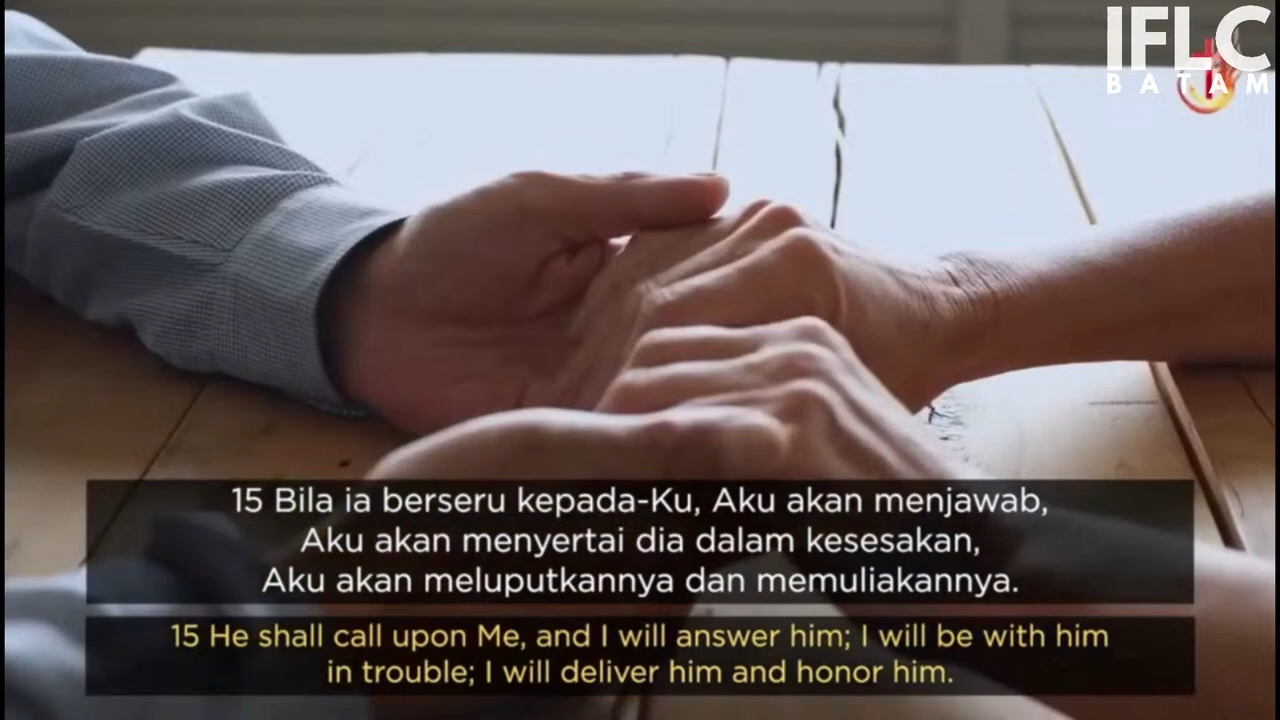 IFLC
BATAM
15 Bila ia berseru kepada-Ku, Aku akan menjawab,
Aku akan menyertai dia dalam kesesakan,
Aku akan meluputkannya dan memuliakannya.
15 He shall call upon Me, and I will answer him; I will be with him
in trouble; I will deliver him and honor him.